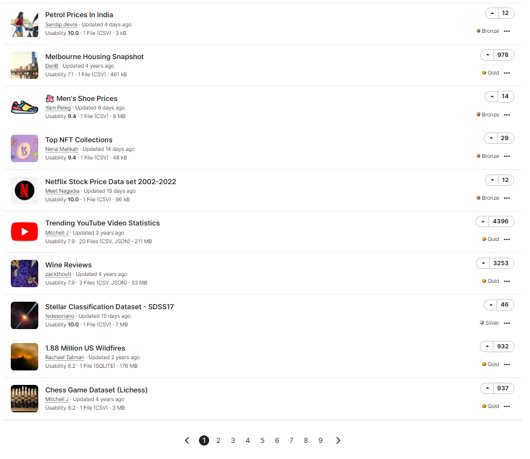 Petrol Prices In India
Sandip devre · Updated 4 days ago
Usability 10.0 · 1 File (CSV) · 3 kB
12
Bronze
Melbourne Housing Snapshot
DanB · Updated 4 years ago
Usability 7.1 · 1 File (CSV) · 461 kB
978
Gold
Men's Shoe Prices
Yam Peleg · Updated 6 days ago
Usability 9.4 · 1 File (CSV) · 6 MB
14
Bronze
Top NFT Collections
Nena Malikah · Updated 14 days ago
Usability 9.4 · 1 File (CSV) · 46 kB
29
Bronze
Netflix Stock Price Data set 2002-2022
Meet Nagadia · Updated 19 days ago
Usability 10.0 · 1 File (CSV) · 96 kB
12
Bronze
Trending YouTube Video Statistics
Mitchell J · Updated 3 years ago
Usability 7.9 · 20 Files (CSV, JSON) · 211 MB
4396
Gold
Wine Reviews
zackthoutt · Updated 4 years ago
Usability 7.9 · 3 Files (CSV, JSON) · 53 MB
3253
Gold
Stellar Classification Dataset - SDSS17
fedesoriano · Updated 15 days ago
Usability 10.0 · 1 File (CSV) · 7 MB
46
Silver
1.88 Million US Wildfires
Rachael Tatman · Updated 2 years ago
Usability 8.2 · 1 File (SQLITE) · 176 MB
932
Gold
Chess Game Dataset (Lichess)
Mitchell J · Updated 4 years ago
Usability 8.2 · 1 File (CSV) · 3 MB
937
Gold
1 2 3 4 5 6 7 8 9